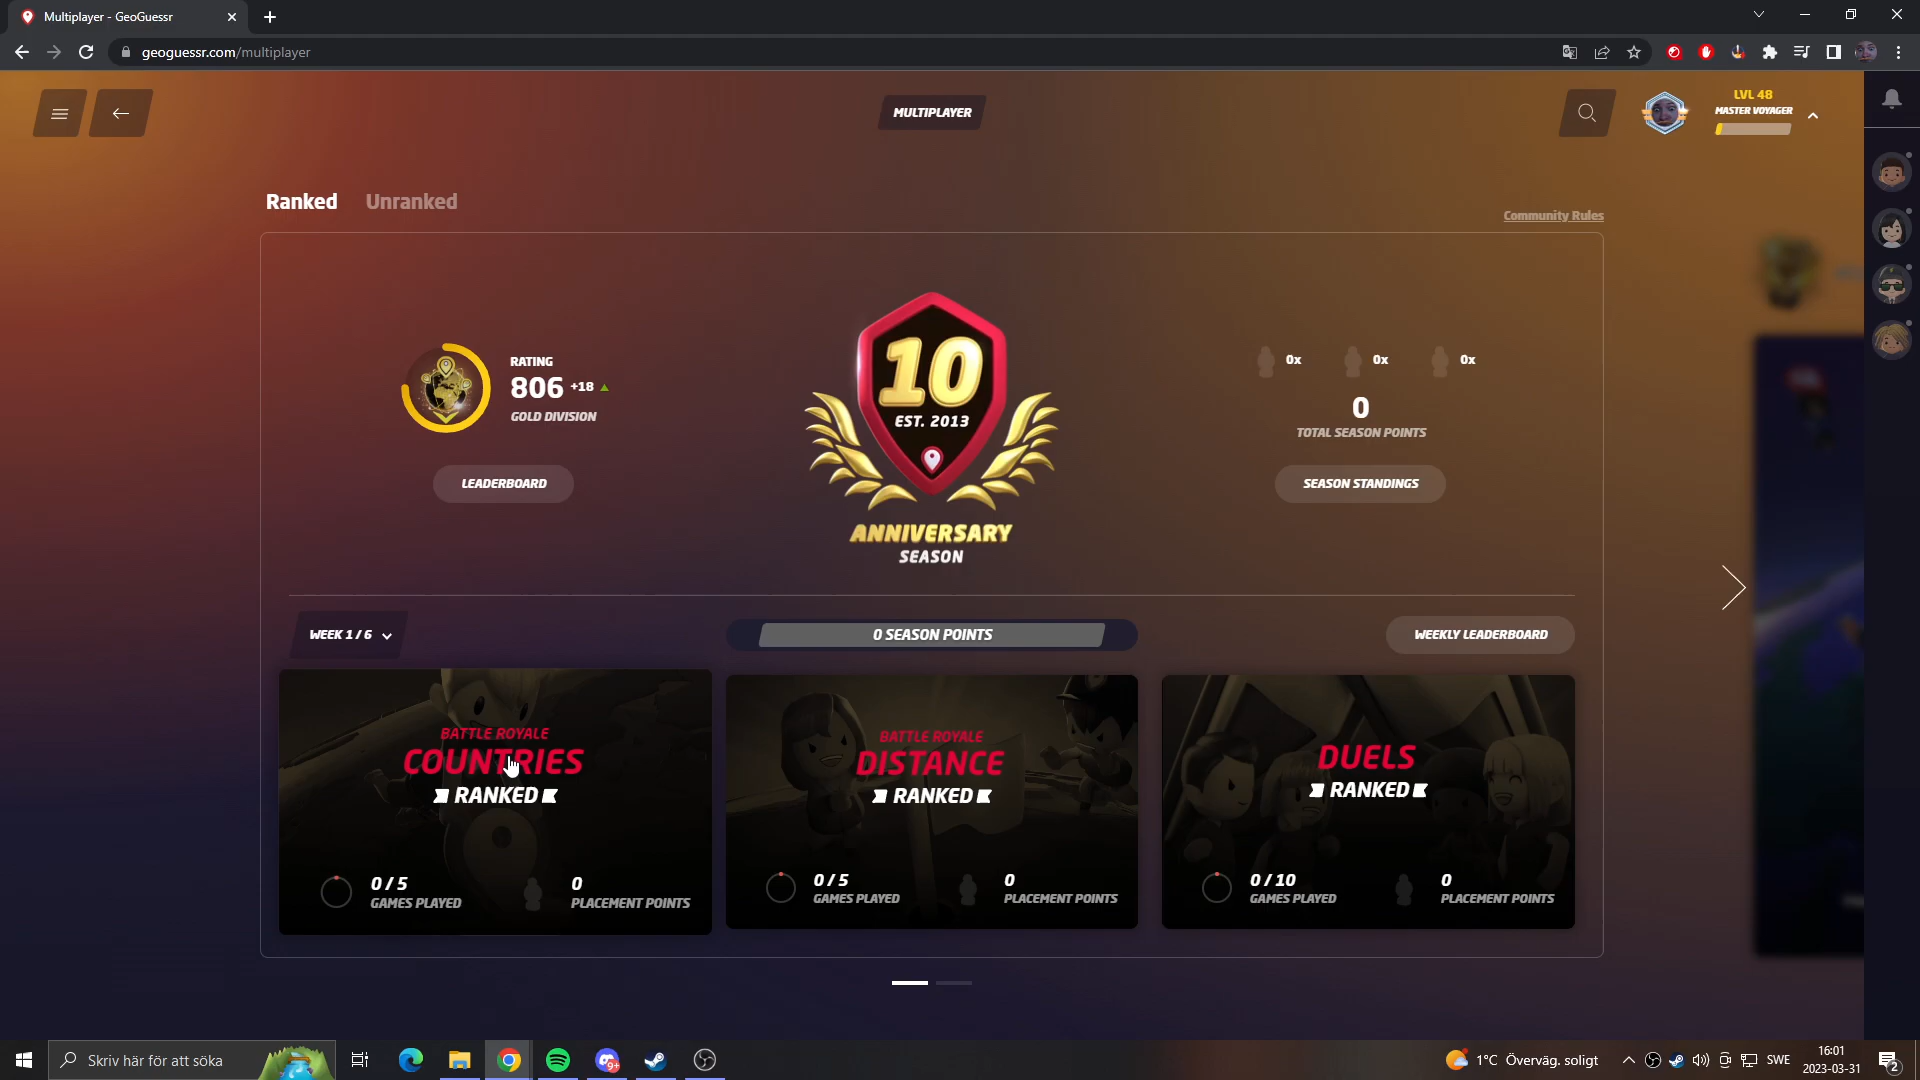 Multiplayer - GeoGuessr
geoguessr.com/multiplayer
MULTIPLAYER
LVL 48
MASTER VOYAGER
Ranked
Unranked
Community Rules
RATING
806 +18
GOLD DIVISION
LEADERBOARD
10
EST. 2013
ANNIVERSARY
SEASON
0x
0x
0x
0
TOTAL SEASON POINTS
SEASON STANDINGS
WEEK 1 / 6
0 SEASON POINTS
WEEKLY LEADERBOARD
BATTLE ROYALE
COUNTRIES
RANKED
0 / 5
GAMES PLAYED
0
PLACEMENT POINTS
BATTLE ROYALE
DISTANCE
RANKED
0 / 5
GAMES PLAYED
0
PLACEMENT POINTS
DUELS
RANKED
0 / 10
GAMES PLAYED
0
PLACEMENT POINTS
Skriv här för att söka
9+
1°C Överväg. soligt
SWE
16:01
2023-03-31
2